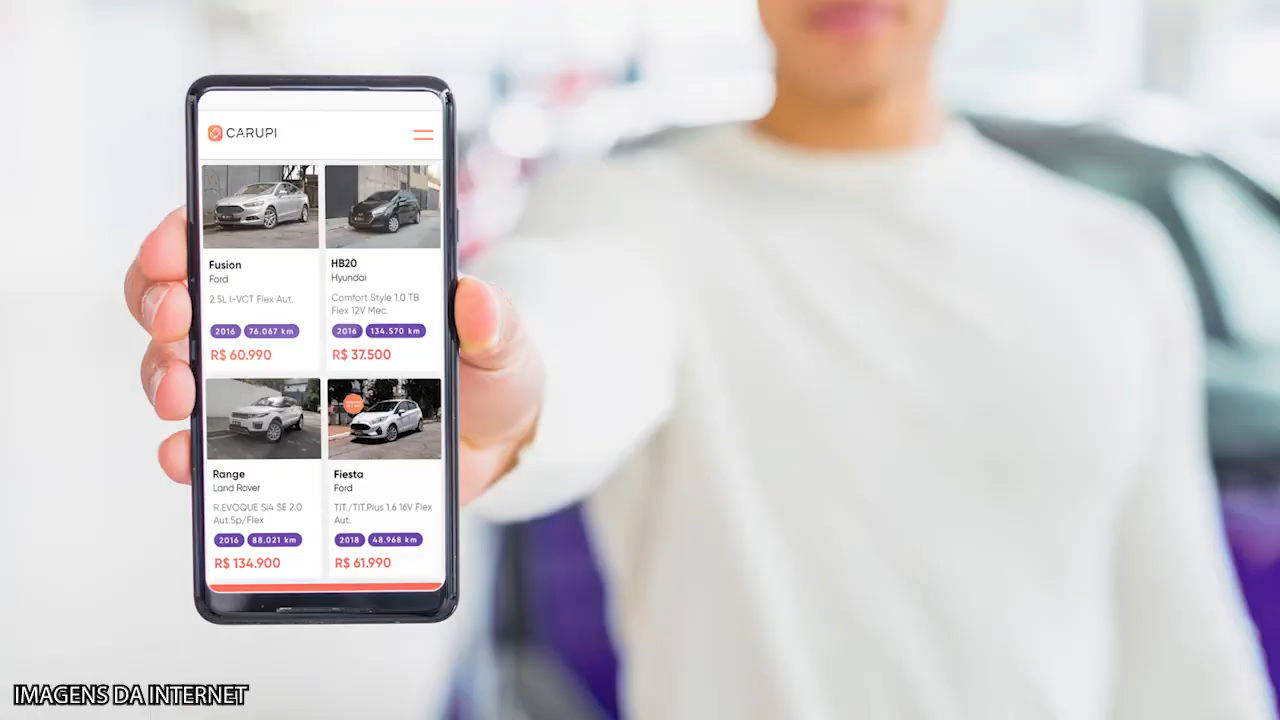 CARUPI
Fusion
Ford
2.5L I-VCT Flex Aut.
2016 76.067 km
R$ 60.990
HB20
Hyundai
Comfort Style 1.0 TB
Flex 12V Mec.
2016 134.570 km
R$ 37.500
Range
Land Rover
R.EVOQUE Si4 SE 2.0
Aut.5p/Flex
2016 88.021 km
R$ 134.900
Fiesta
Ford
TIT./TIT.Plus 1.6 16V Flex
Aut.
2018 48.968 km
R$ 61.990
IMAGENS DA INTERNET